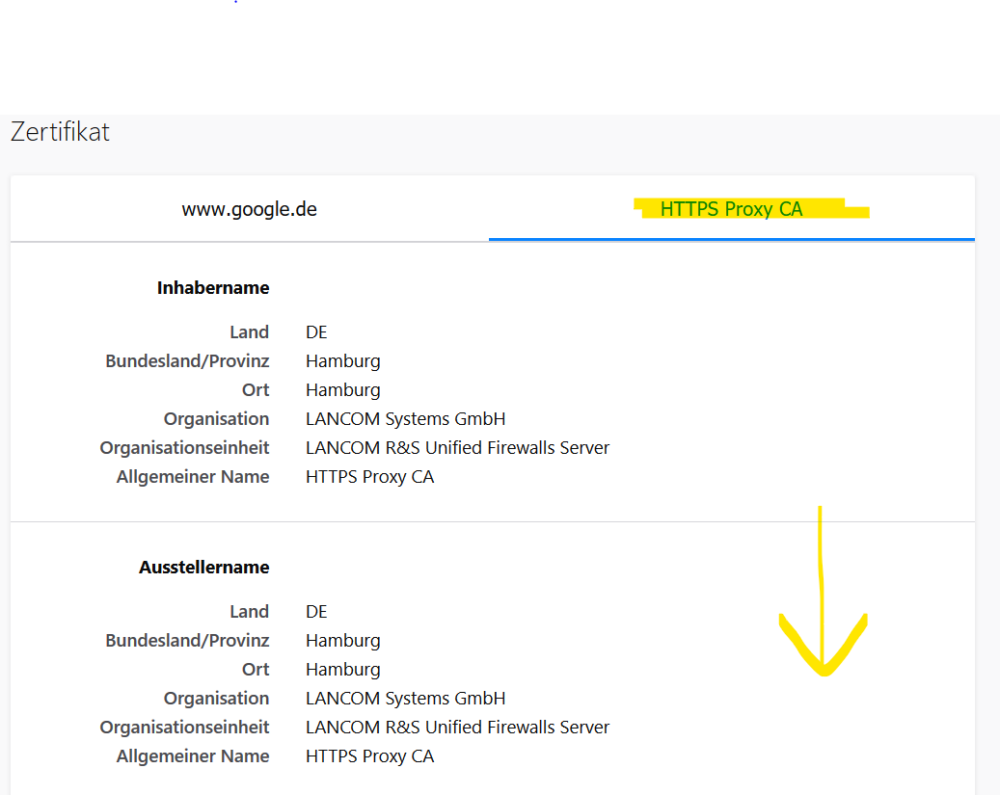 Zertifikat
www.google.de HTTPS Proxy CA
Inhabername
Land DE
Bundesland/Provinz Hamburg
Ort Hamburg
Organisation LANCOM Systems GmbH
Organisationseinheit LANCOM R&S Unified Firewalls Server
Allgemeiner Name HTTPS Proxy CA
Ausstellername
Land DE
Bundesland/Provinz Hamburg
Ort Hamburg
Organisation LANCOM Systems GmbH
Organisationseinheit LANCOM R&S Unified Firewalls Server
Allgemeiner Name HTTPS Proxy CA